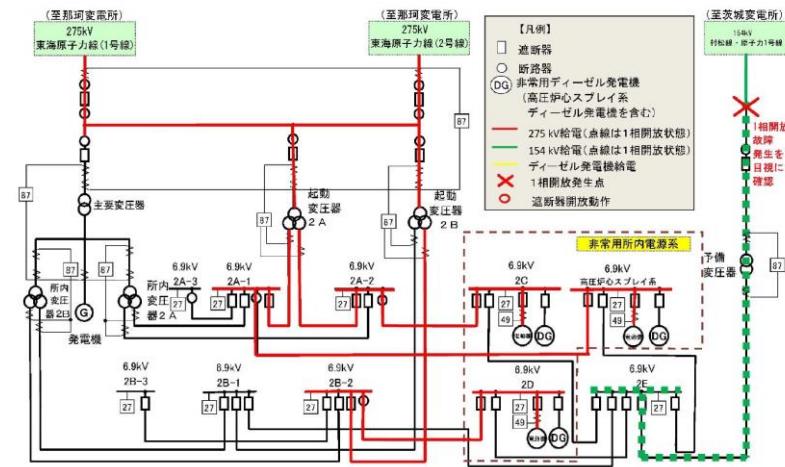 (至那珂変電所)
275kV
東海原子力線(1号線)
(至那珂変電所)
275kV
東海原子力線(2号線)
(至茨城変電所)
154kV
村松線・原子力1号線
【凡例】
遮断器
断路器
DG
非常用ディーゼル発電機
(高圧炉心スプレイ系
ディーゼル発電機を含む)
275 kV給電(点線は1相開放状態)
154 kV給電(点線は1相開放状態)
ディーゼル発電機給電
1相開放発生点
遮断器開放動作
1相開放
故障
発生を
目視に
確認
87
87
主要変圧器
87
起動
変圧器
2A
87
起動
変圧器
2B
非常用所内電源系
予備
変圧器
87
87
87
所内
変圧
器2B
G
発電機
所内
変圧
器2A
6.9kV
2A-3
27
6.9kV
2A-1
27
6.9kV
2A-2
27
6.9kV
2C
27
49
DG
6.9kV
高圧炉心スプレイ系
27
49
DG
6.9kV
2B-3
27
6.9kV
2B-1
27
6.9kV
2B-2
27
6.9kV
2D
27
49
DG
6.9kV
2E
27